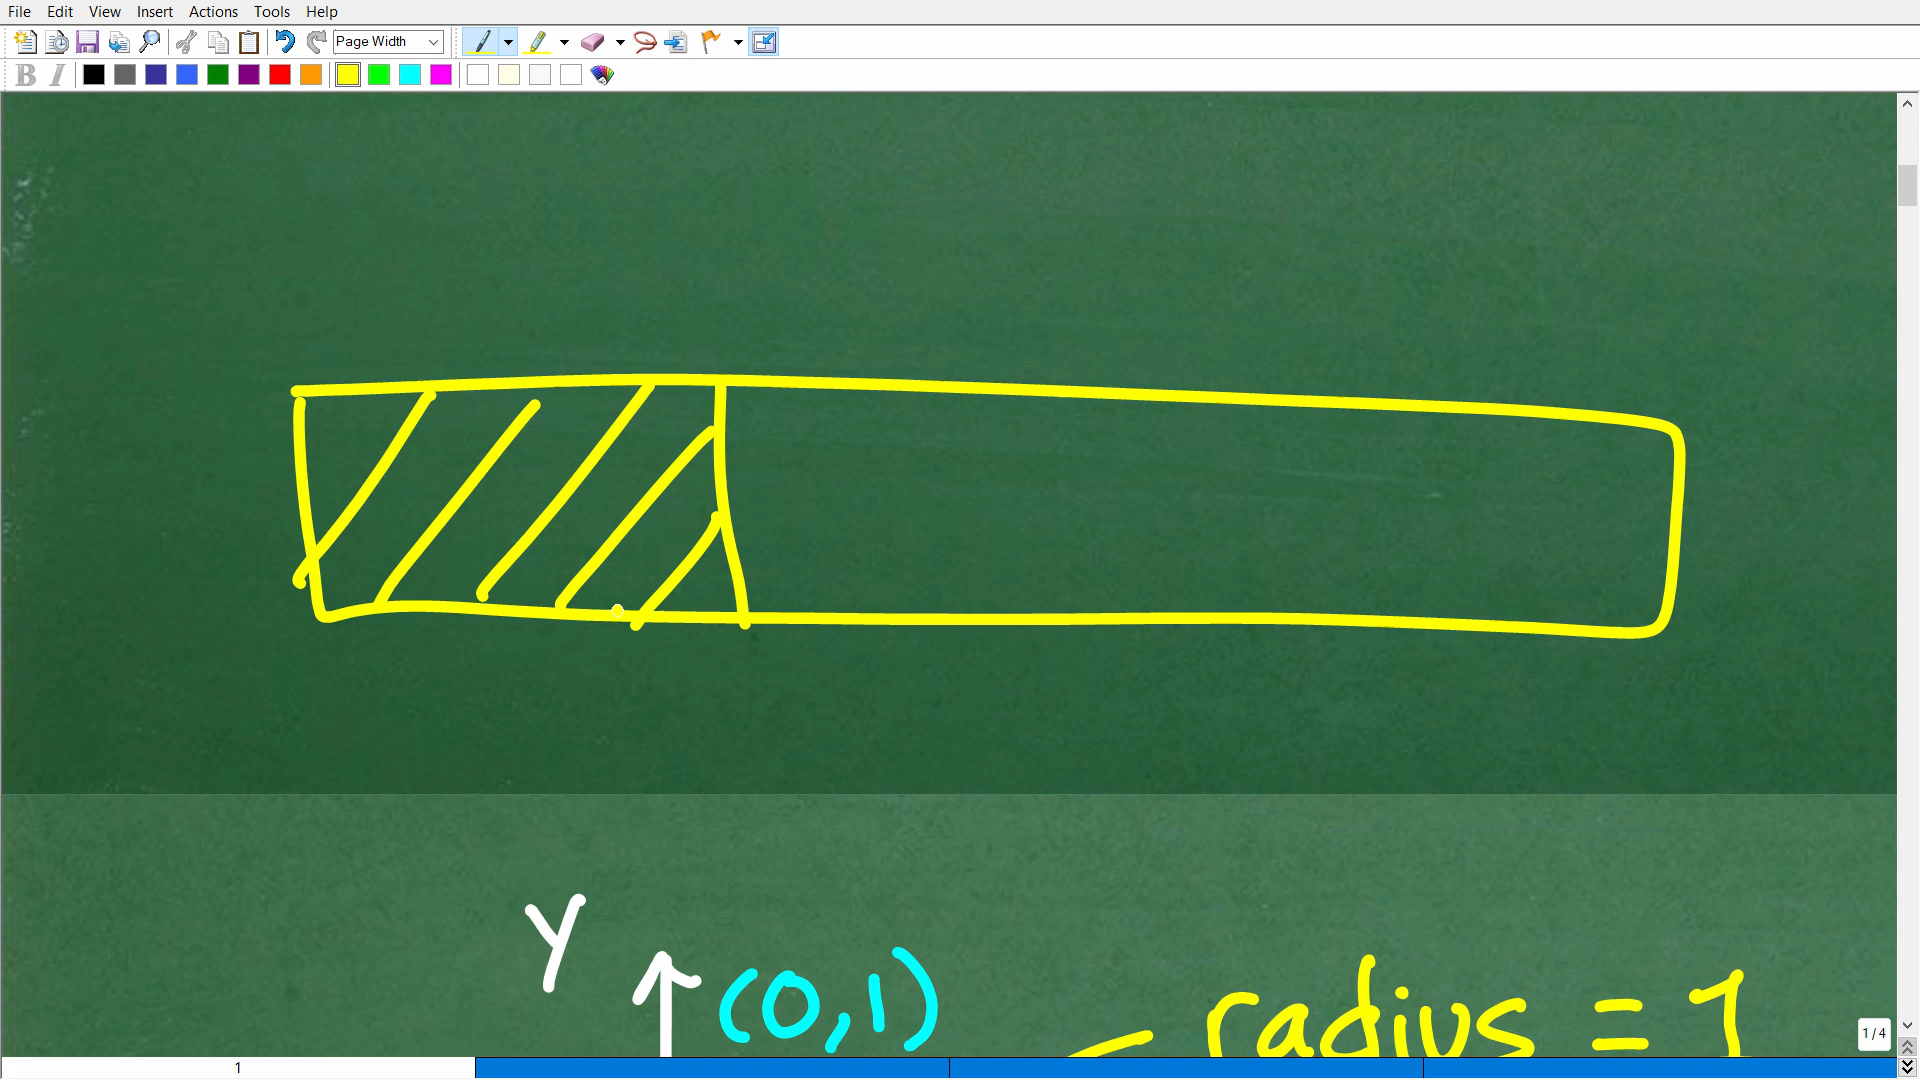 File Edit View Insert Actions Tools Help
Page Width
B I
Y
(0,1)
radius = 1
1 / 4
1